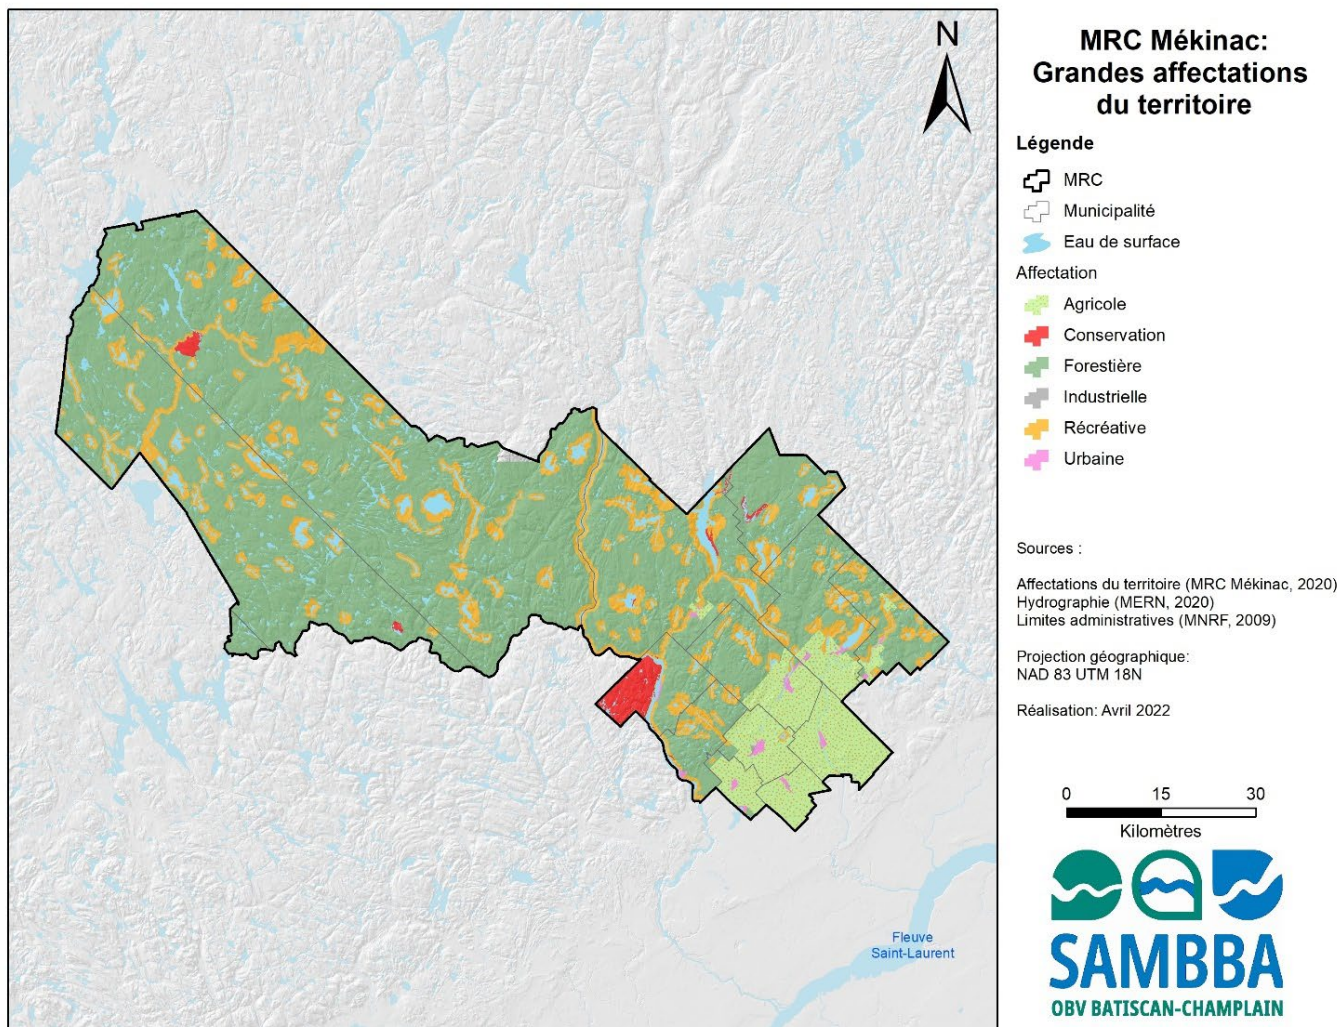 N
MRC Mékinac:
Grandes affectations
du territoire
Légende
MRC
Municipalité
Eau de surface
Affectation
Agricole
Conservation
Forestière
Industrielle
Récréative
Urbaine
Sources :
Affectations du territoire (MRC Mékinac, 2020)
Hydrographie (MERN, 2020)
Limites administratives (MNRF, 2009)
Projection géographique:
NAD 83 UTM 18N
Réalisation: Avril 2022
0 15 30
Kilomètres
Fleuve
Saint-Laurent
SAMBBA
OBV BATISCAN-CHAMPLAIN